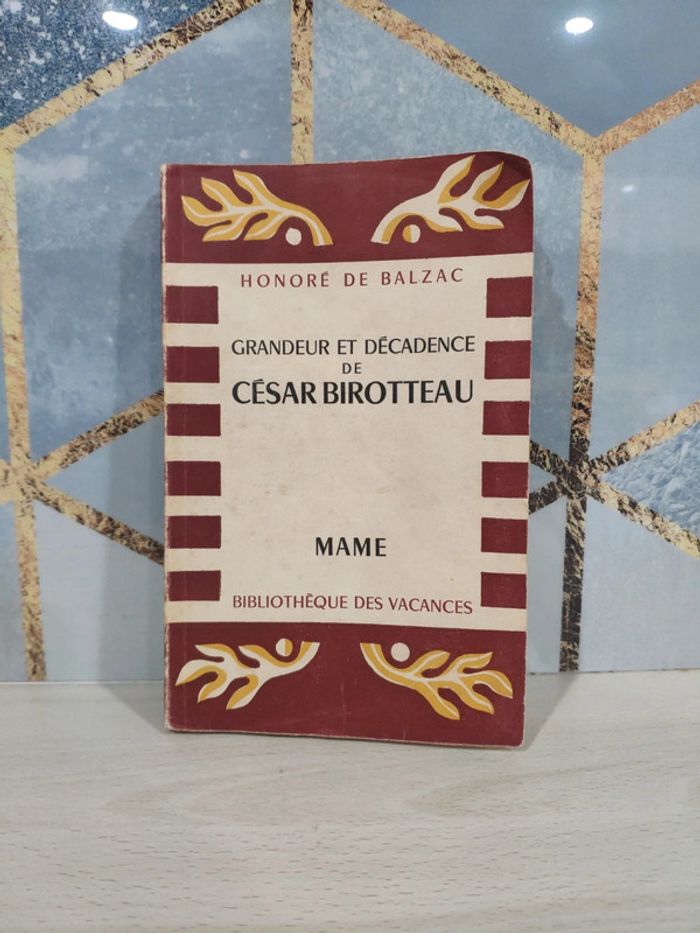 HONORÉ DE BALZAC
GRANDEUR ET DÉCADENCE
DE
CÉSAR BIROTTEAU
MAME
BIBLIOTHÈQUE DES VACANCES